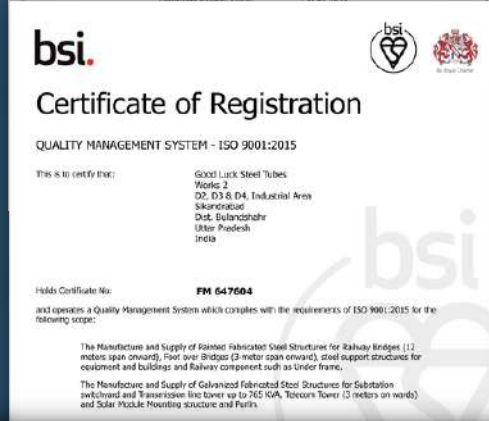 bsi.
bsi
By Royal Charter
Certificate of Registration
QUALITY MANAGEMENT SYSTEM - ISO 9001:2015
This is to certify that:
Good Luck Steel Tubes
Works 2
D2, D3 & D4, Industrial Area
Sikandrabad
Dist. Bulandshahr
Uttar Pradesh
India
Holds Certificate No:
FM 647604
and operates a Quality Management System which complies with the requirements of ISO 9001:2015 for the
following scope:
The Manufacture and Supply of Painted Fabricated Steel Structures for Railway Bridges (12
meters span onward), Foot over Bridges (3-meter span onward), steel support structures for
equipment and buildings and Railway component such as Under frame.
The Manufacture and Supply of Galvanized Fabricated Steel Structures for Substation
switchyard and Transmission line tower up to 765 KVA, Telecom Tower (3 meters on wards)
and Solar Module Mounting structure and Purlin
bsi